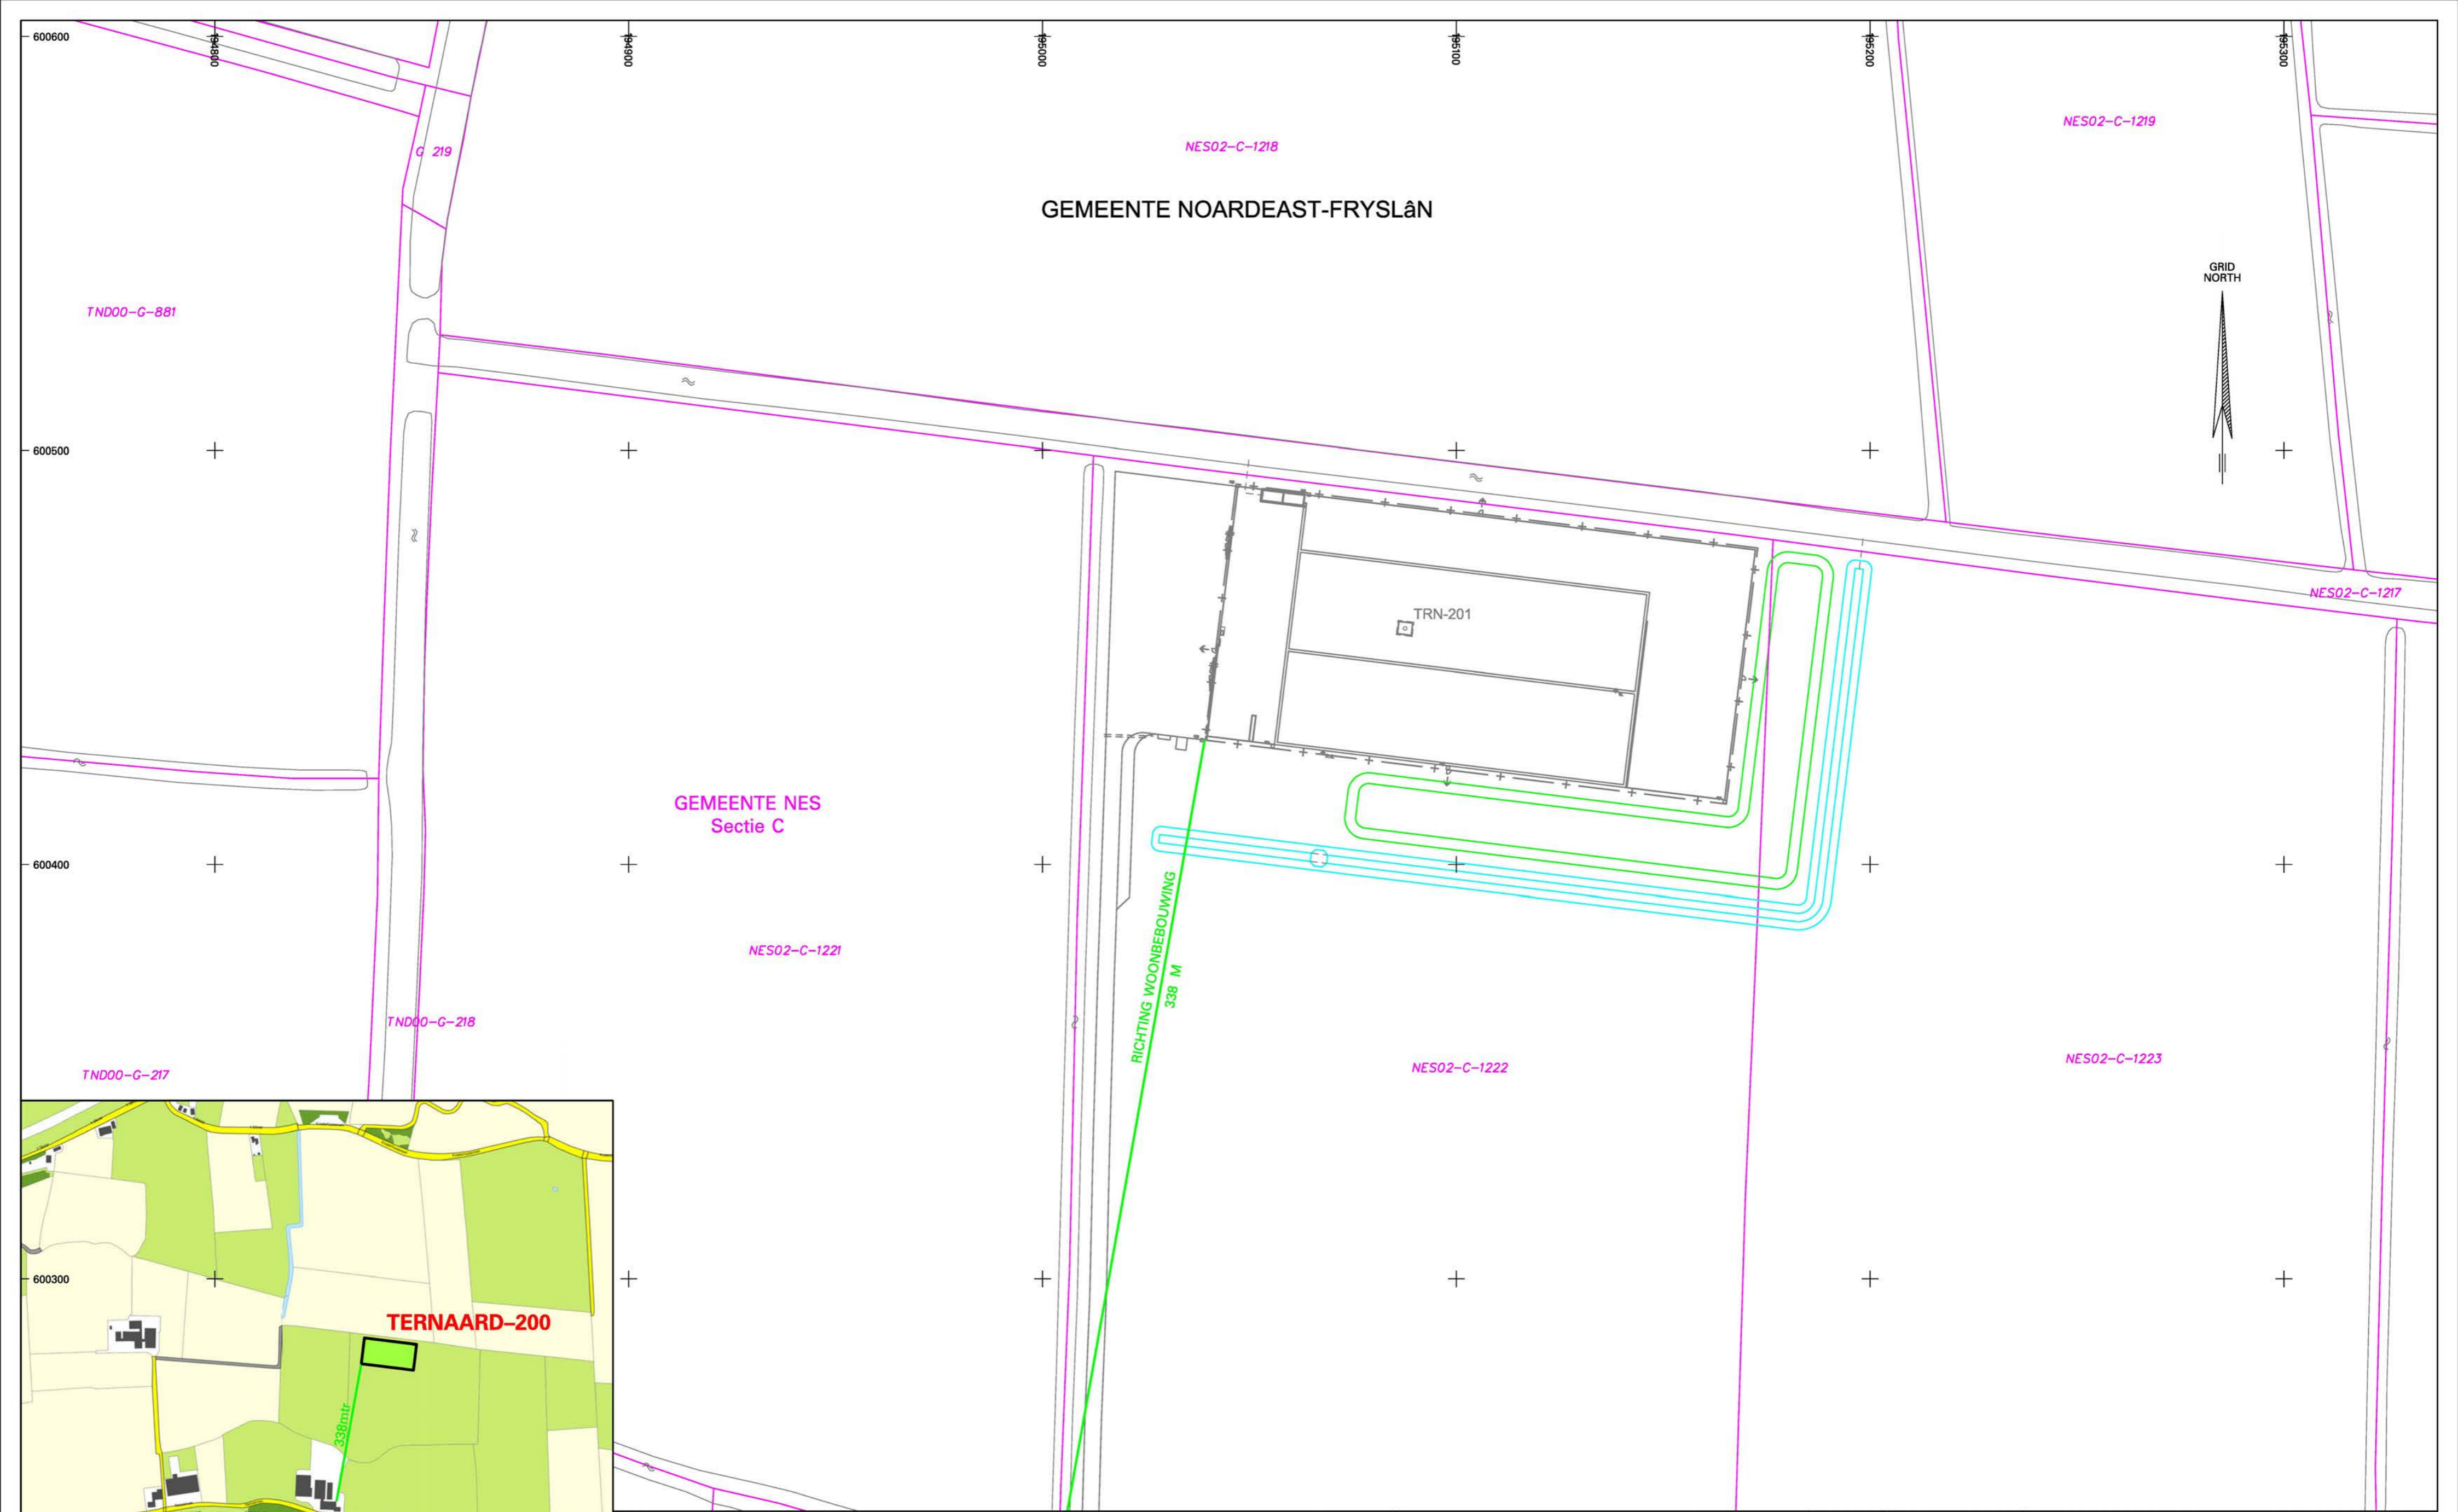 600600
194800
194900
195000
195100
195200
195300
NES02-C-1219
NES02-C-1218
G 219
GEMEENTE NOARDEAST-FRYSLâN
GRID
NORTH
TND00-G-881
600500
NES02-C-1217
TRN-201
GEMEENTE NES
Sectie C
600400
RICHTING WOONBEBOUWING
338 M
NES02-C-1221
TND00-G-218
NES02-C-1222
NES02-C-1223
TND00-G-217
600300
TERNAARD-200
338mtr